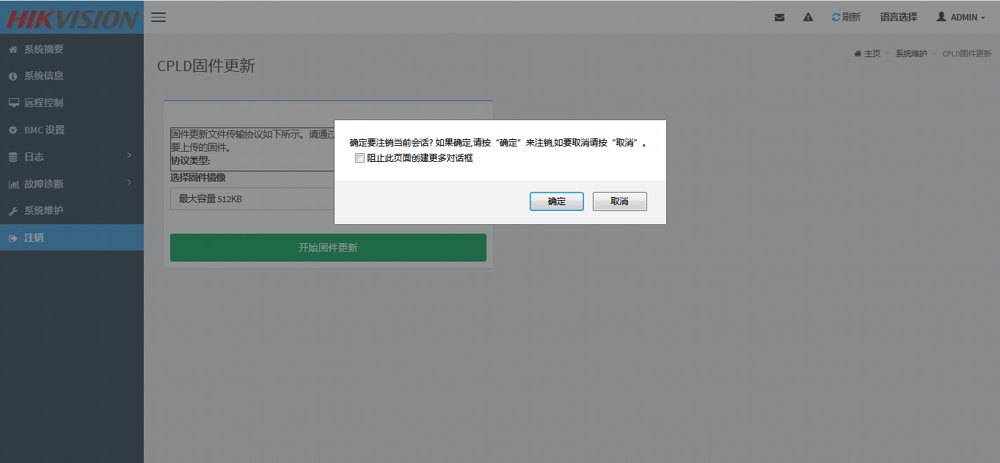 HIKVISION
刷新
语言选择
ADMIN
系统摘要
系统信息
远程控制
BMC 设置
日志
故障诊断
系统维护
注销
CPLD固件更新
主页
系统维护
CPLD固件更新
固件更新文件传输协议如下所示。请通过
要上传的固件。
协议类型:
选择固件镜像
最大容量 512KB
开始固件更新
确定要注销当前会话? 如果确定,请按“确定”来注销,如要取消请按“取消”。
阻止此页面创建更多对话框
确定
取消